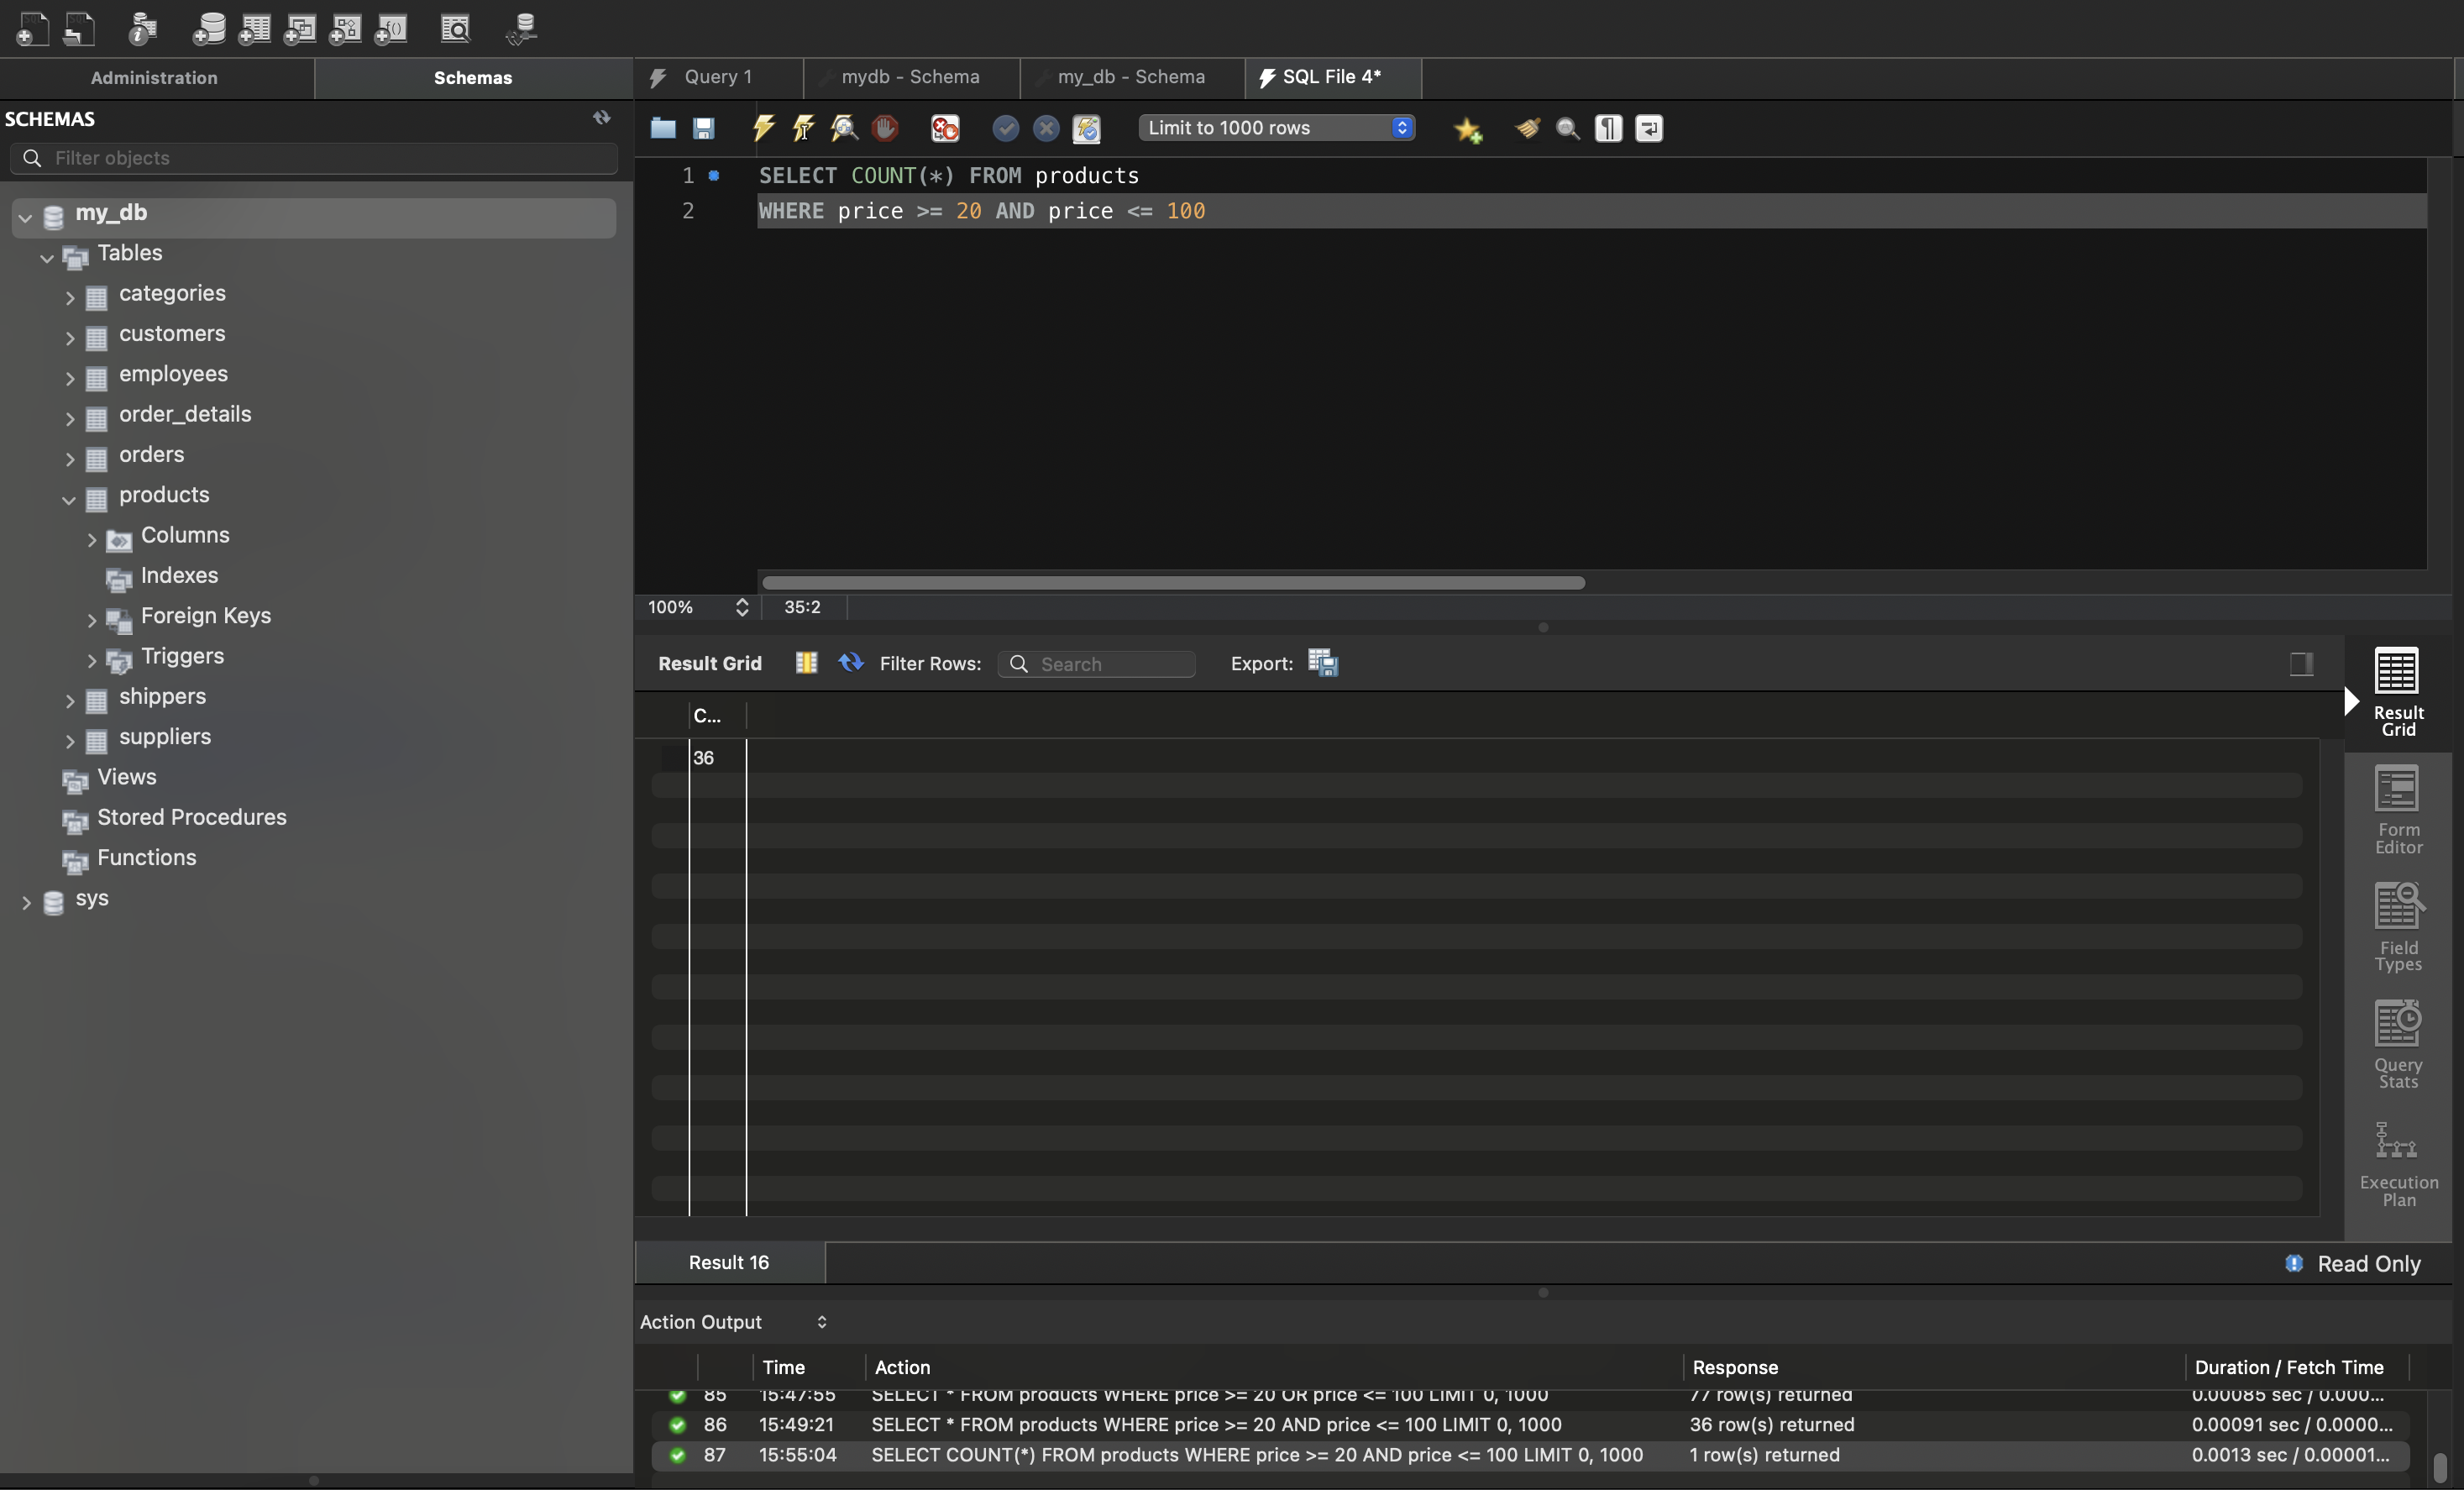 Administration
Schemas
Query 1
mydb - Schema
my_db - Schema
SQL File 4*
SCHEMAS
Filter objects
my_db
Tables
categories
customers
employees
order_details
orders
products
Columns
Indexes
Foreign Keys
Triggers
shippers
suppliers
Views
Stored Procedures
Functions
sys
Limit to 1000 rows
1 SELECT COUNT(*) FROM products
2 WHERE price >= 20 AND price <= 100
100% 35:2
Result Grid Filter Rows: Search Export:
C...
36
Result
Grid
Form
Editor
Field
Types
Query
Stats
Execution
Plan
Result 16
Read Only
Action Output
Time Action Response Duration / Fetch Time
85 15:47:55 SELECT * FROM products WHERE price >= 20 OR price <= 100 LIMIT 0, 1000 77 row(s) returned 0.00085 sec / 0.000...
86 15:49:21 SELECT * FROM products WHERE price >= 20 AND price <= 100 LIMIT 0, 1000 36 row(s) returned 0.00091 sec / 0.0000...
87 15:55:04 SELECT COUNT(*) FROM products WHERE price >= 20 AND price <= 100 LIMIT 0, 1000 1 row(s) returned 0.0013 sec / 0.00001...